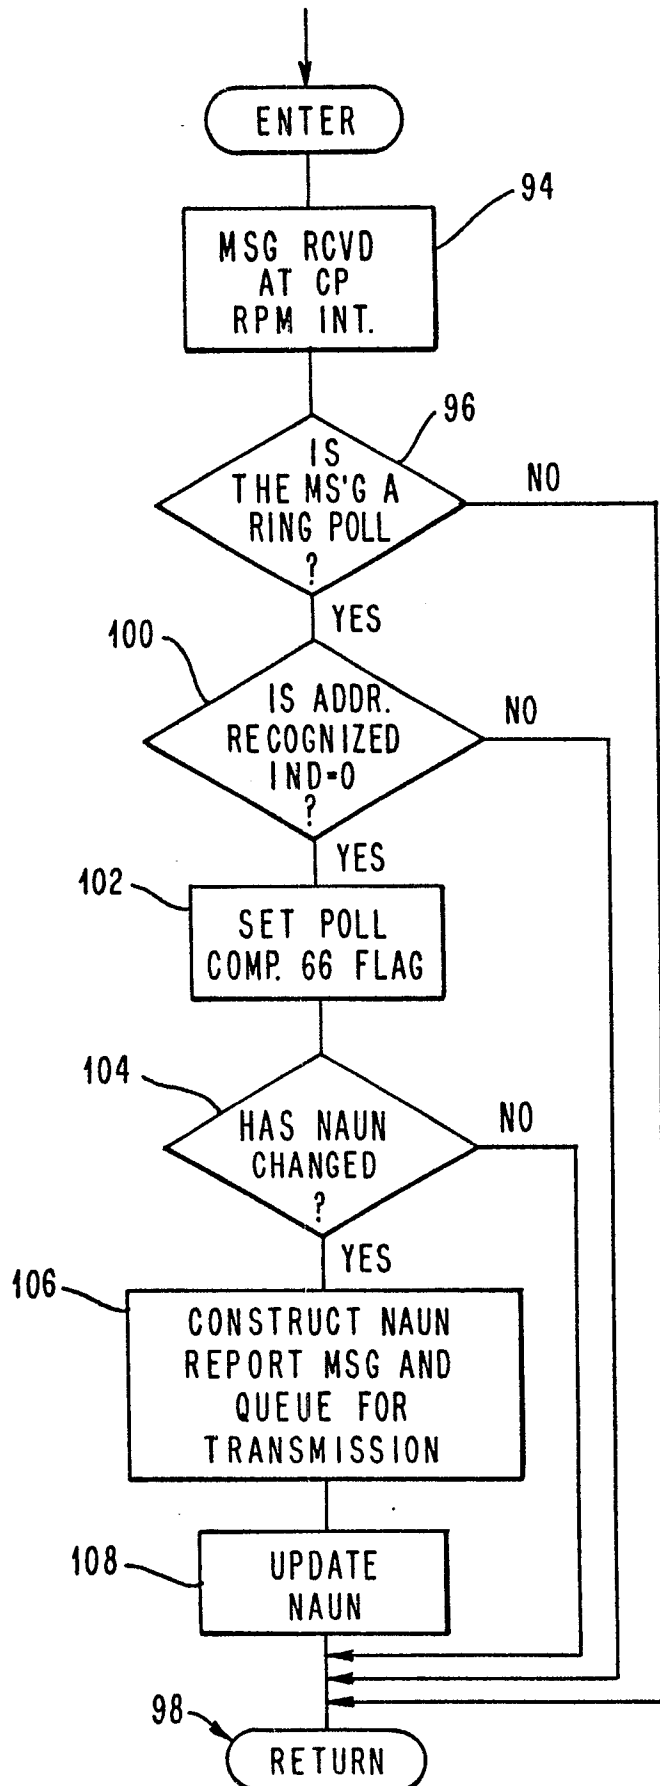 ENTER
94
MSG RCVD
AT CP
RPM INT.
96
IS
THE MS'G A
RING POLL
?
NO
YES
100
IS ADDR.
RECOGNIZED
IND=0
?
NO
YES
102
SET POLL
COMP. 66 FLAG
104
HAS NAUN
CHANGED
?
NO
YES
106
CONSTRUCT NAUN
REPORT MSG AND
QUEUE FOR
TRANSMISSION
108
UPDATE
NAUN
98
RETURN